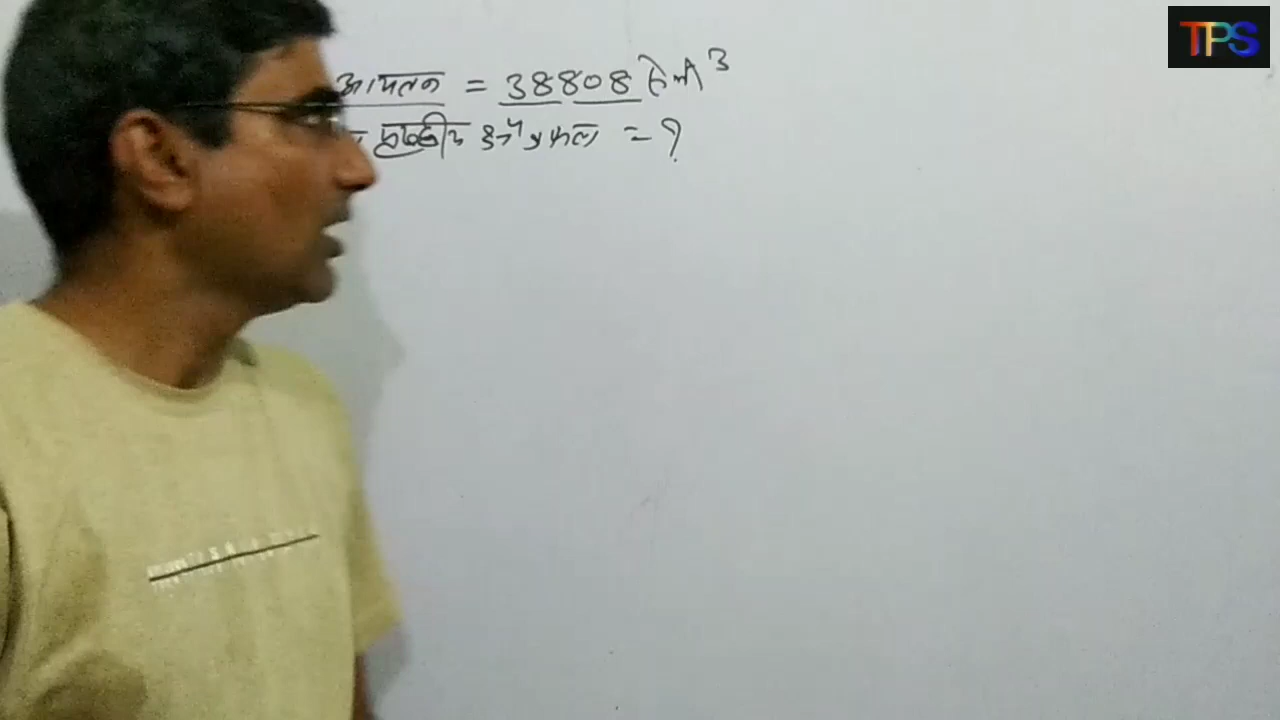 TPS
आयतन = 38808 सेमी³
पृष्ठीय क्षेत्रफल = ?